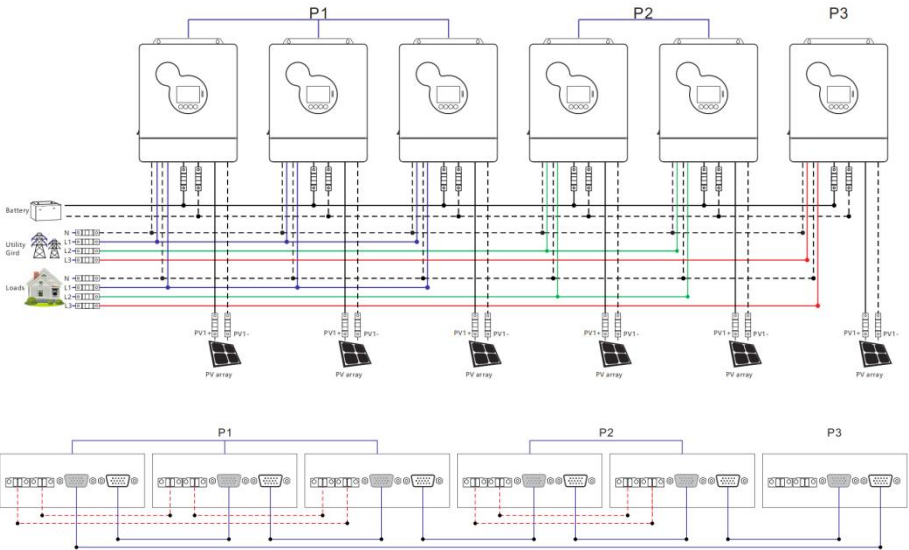 P1 P2 P3
Battery
N
Utility L1
Gird L2
L3
N
Loads L1
L2
L3
PV1+ PV1- PV1+ PV1- PV1+ PV1- PV1+ PV1- PV1+ PV1- PV1+ PV1-
PV array PV array PV array PV array PV array PV array
P1 P2 P3